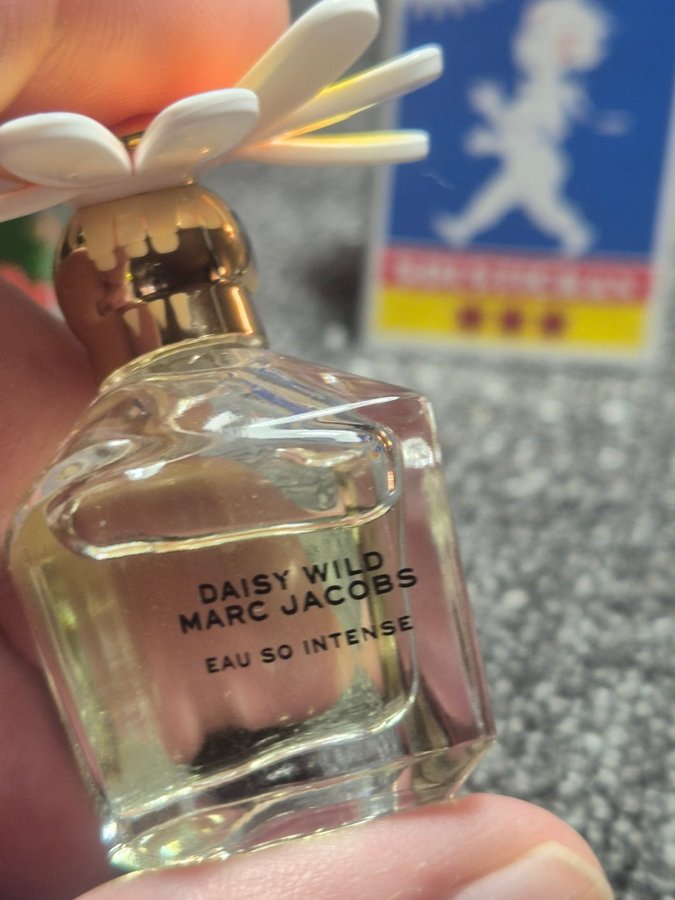 DAISY WILD
MARC JACOBS
EAU SO INTENSE